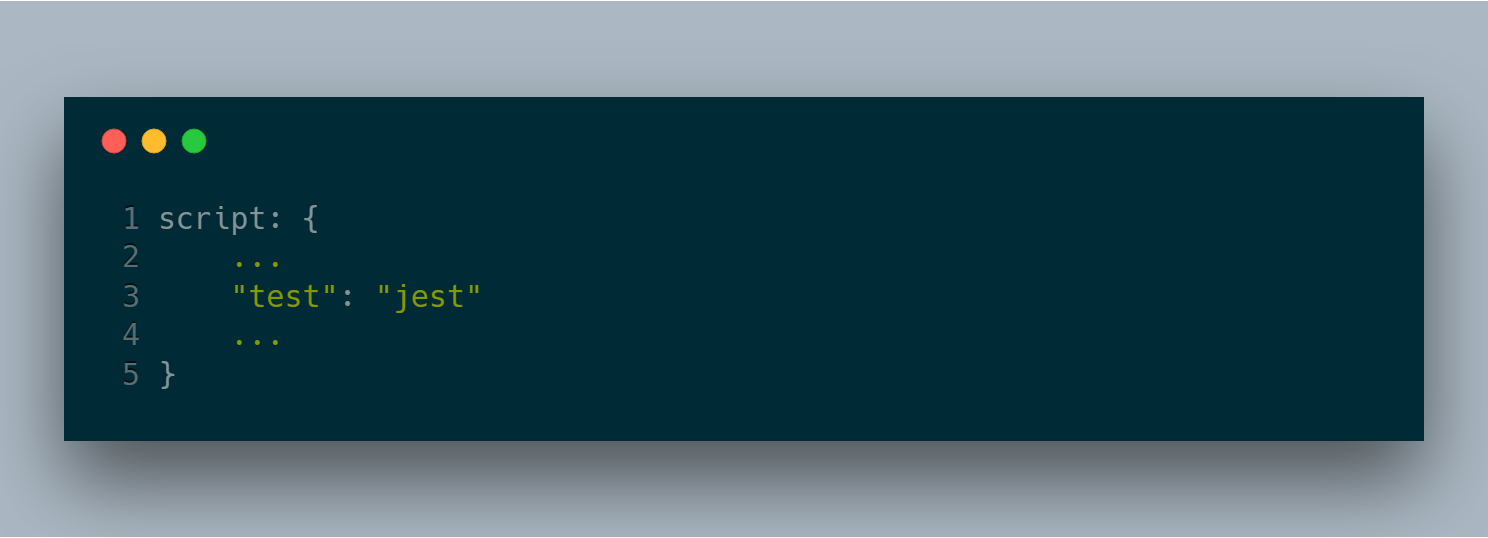 1 script: {
2     ...
3     "test": "jest"
4     ...
5 }